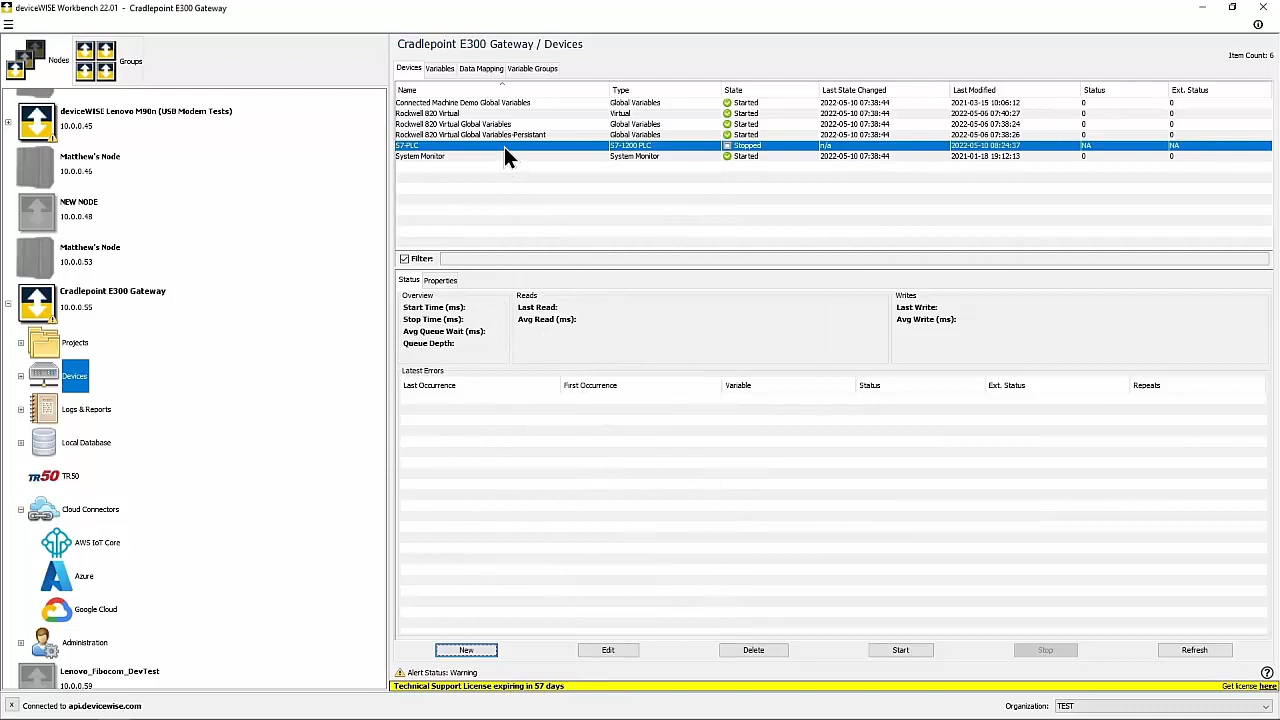 deviceWISE Workbench 22.01 - Cradlepoint E300 Gateway
Nodes
Groups
deviceWISE Lenovo M90n (USB Modem Tests)
10.0.0.45
Matthew's Node
10.0.0.46
NEW NODE
10.0.0.48
Matthew's Node
10.0.0.53
Cradlepoint E300 Gateway
10.0.0.55
Projects
Devices
Logs & Reports
Local Database
TR50 TR50
Cloud Connectors
AWS IoT Core
Azure
Google Cloud
Administration
Lenovo_Fibocom_DevTest
10.0.0.59
Cradlepoint E300 Gateway / Devices
Item Count: 6
Devices Variables Data Mapping Variable Groups
Name Type State Last State Changed Last Modified Status Ext. Status
Connected Machine Demo Global Variables Global Variables Started 2022-05-10 07:38:44 2021-03-15 10:06:12 0 0
Rockwell 820 Virtual Virtual Started 2022-05-10 07:38:44 2022-05-06 07:40:27 0 0
Rockwell 820 Virtual Global Variables Global Variables Started 2022-05-10 07:38:44 2022-05-06 07:38:24 0 0
Rockwell 820 Virtual Global Variables-Persistant Global Variables Started 2022-05-10 07:38:44 2022-05-06 07:38:26 0 0
S7-PLC S7-1200 PLC Stopped n/a 2022-05-10 08:24:37 NA NA
System Monitor System Monitor Started 2022-05-10 07:38:44 2021-01-18 19:12:13 0 0
Filter:
Status Properties
Overview Reads Writes
Start Time (ms): Last Read: Last Write:
Stop Time (ms): Avg Read (ms): Avg Write (ms):
Avg Queue Wait (ms):
Queue Depth:
Latest Errors
Last Occurrence First Occurrence Variable Status Ext. Status Repeats
New Edit Delete Start Stop Refresh
Alert Status: Warning
Technical Support License expiring in 57 days Get license here
x Connected to api.devicewise.com Organization: TEST